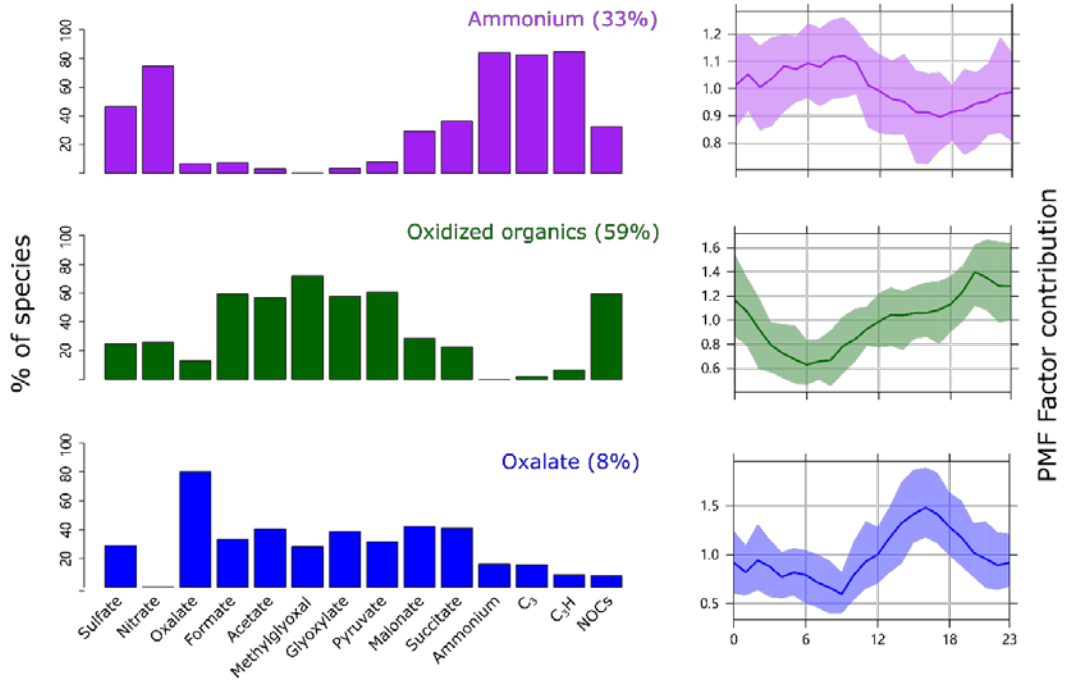 Ammonium (33%)
100
80
60
40
20
1.2
1.1
1.0
0.9
0.8
% of species
Oxidized organics (59%)
100
80
60
40
20
1.6
1.4
1.2
1.0
0.8
0.6
PMF Factor contribution
Oxalate (8%)
100
80
60
40
20
1.5
1.0
0.5
0 6 12 18 23
Sulfate
Nitrate
Oxalate
Formate
Acetate
Methylglyoxal
Glyoxylate
Pyruvate
Malonate
Succitate
Ammonium
C₃
C₃H
NOCs